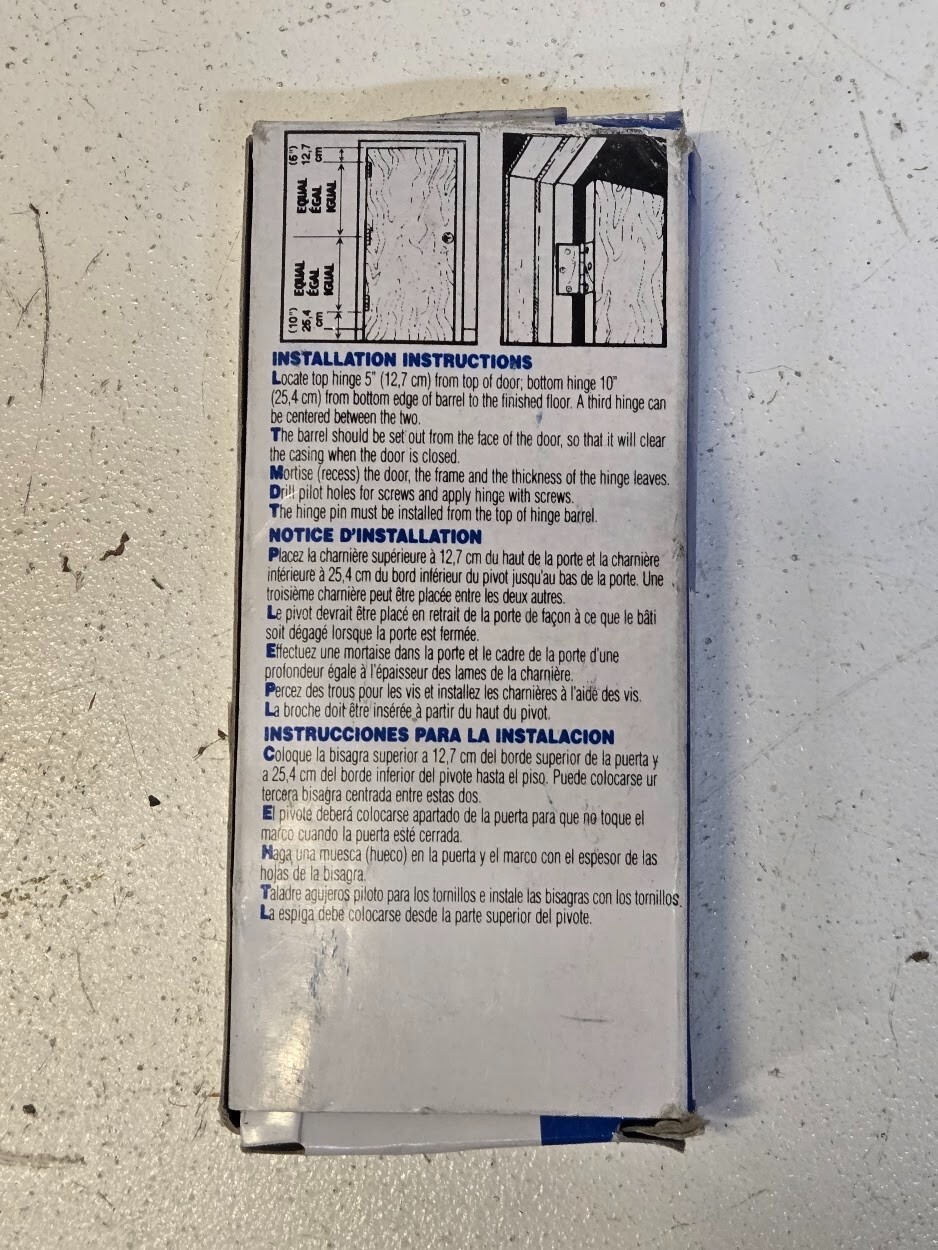 (6") 12,7 cm
EQUAL
ÉGAL
IGUAL
EQUAL
ÉGAL
IGUAL
(10") 25,4 cm
INSTALLATION INSTRUCTIONS
Locate top hinge 5" (12,7 cm) from top of door; bottom hinge 10"
(25,4 cm) from bottom edge of barrel to the finished floor. A third hinge can
be centered between the two.
The barrel should be set out from the face of the door, so that it will clear
the casing when the door is closed.
Mortise (recess) the door, the frame and the thickness of the hinge leaves.
Drill pilot holes for screws and apply hinge with screws.
The hinge pin must be installed from the top of hinge barrel.
NOTICE D'INSTALLATION
Placez la charnière supérieure à 12,7 cm du haut de la porte et la charnière
intérieure à 25,4 cm du bord inférieur du pivot jusqu'au bas de la porte. Une
troisième charnière peut être placée entre les deux autres.
Le pivot devrait être placé en retrait de la porte de façon à ce que le bâti
soit dégagé lorsque la porte est fermée.
Effectuez une mortaise dans la porte et le cadre de la porte d'une
profondeur égale à l'épaisseur des lames de la charnière.
Percez des trous pour les vis et installez les charnières à l'aide des vis.
La broche doit être insérée à partir du haut du pivot.
INSTRUCCIONES PARA LA INSTALACION
Coloque la bisagra superior a 12,7 cm del borde superior de la puerta y
a 25,4 cm del borde inferior del pivote hasta el piso. Puede colocarse ur
tercera bisagra centrada entre estas dos.
El pivote deberá colocarse apartado de la puerta para que no toque el
marco cuando la puerta esté cerrada.
Haga una muesca (hueco) en la puerta y el marco con el espesor de las
hojas de la bisagra.
Taladre agujeros piloto para los tornillos e instale las bisagras con los tornillos.
La espiga debe colocarse desde la parte superior del pivote.